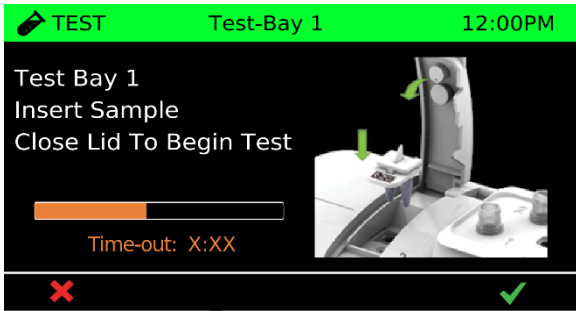 TEST Test-Bay 1 12:00PM
Test Bay 1
Insert Sample
Close Lid To Begin Test
Time-out: X:XX